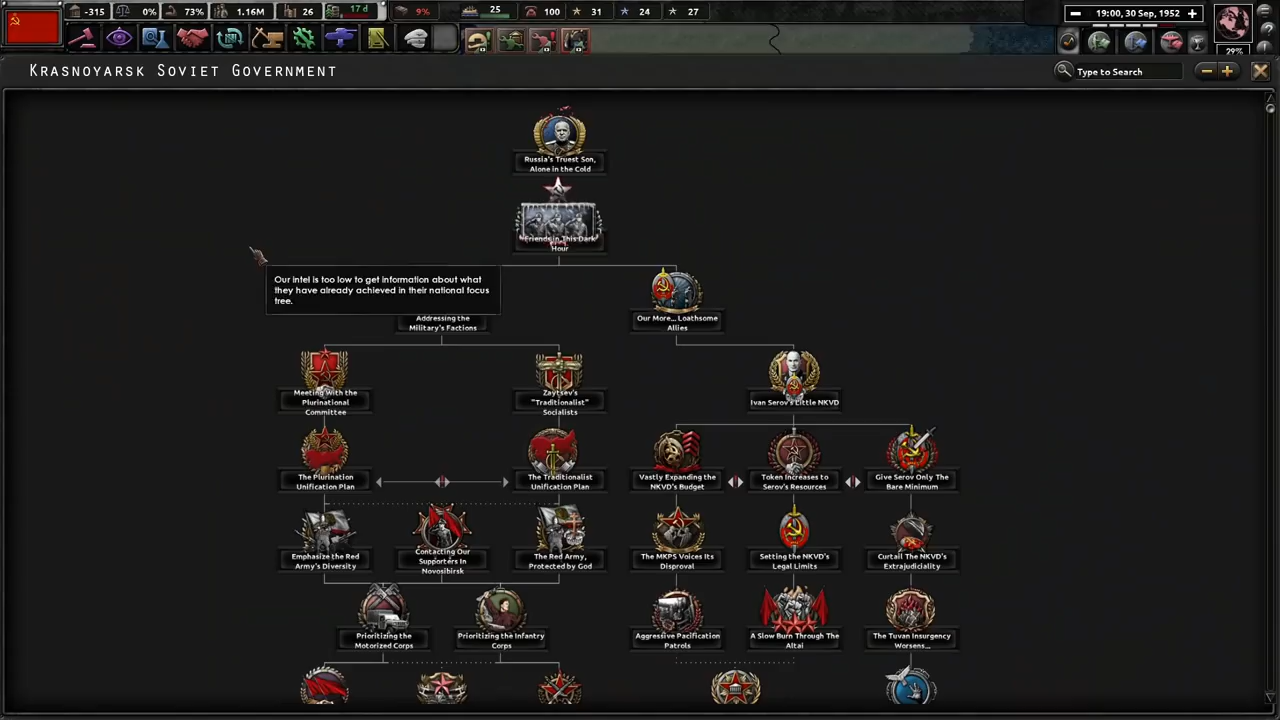 -315
0%
73%
1.16M
26
17 d
9%
25
100
31
24
27
19:00, 30 Sep, 1952
29%
Krasnoyarsk Soviet Government
Type to Search
Russia's Truest Son,
Alone in the Cold
Friends in This Dark
Hour
Our intel is too low to get information about what
they have already achieved in their national focus
tree.
Addressing the
Military's Factions
Our More... Loathsome
Allies
Meeting With the
Plurinational
Committee
Zaytsev's
"Traditionalist"
Socialists
Ivan Serov's Little NKVD
The Plurination
Unification Plan
The Traditionalist
Unification Plan
Vastly Expanding the
NKVD's Budget
Token Increases to
Serov's Resources
Give Serov Only The
Bare Minimum
Emphasize the Red
Army's Diversity
Contacting Our
Supporters In
Novosibirsk
The Red Army,
Protected by God
The MKPS Voices Its
Disproval
Setting the NKVD's
Legal Limits
Curtail The NKVD's
Extrajudiciality
Prioritizing the
Motorized Corps
Prioritizing the Infantry
Corps
Aggressive Pacification
Patrols
A Slow Burn Through The
Altai
The Tuvan Insurgency
Worsens...